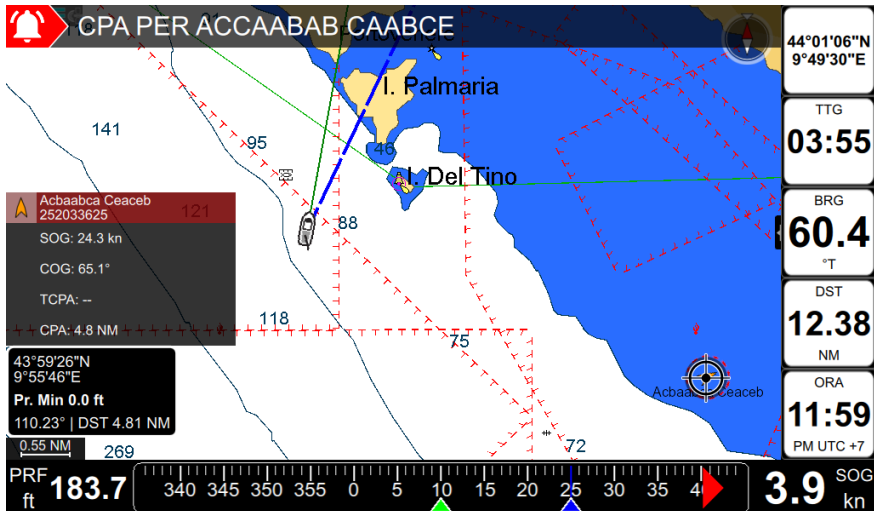 CPA PER ACCAABAB CAABCE
44°01'06"N
9°49'30"E
I. Palmaria
TTG
03:55
141
95
46
I. Del Tino
Acbaabca Ceaceb
252033625
121
88
BRG
60.4
°T
SOG: 24.3 kn
COG: 65.1°
TCPA: --
CPA: 4.8 NM
118
75
DST
12.38
NM
43°59'26"N
9°55'46"E
Pr. Min 0.0 ft
110.23° | DST 4.81 NM
ORA
11:59
PM UTC +7
0.55 NM
269
72
PRF
ft
183.7
340 345 350 355 0 5 10 15 20 25 30 35
3.9
SOG
kn